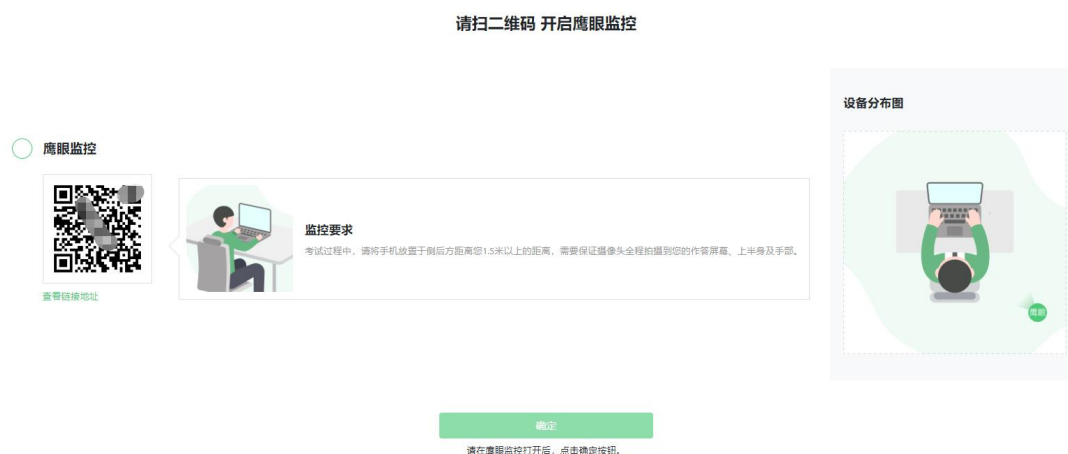 请扫二维码 开启鹰眼监控
设备分布图
鹰眼监控
监控要求
考试过程中，请将手机放置于侧后方距离您1.5米以上的距离，需要保证摄像头全程拍摄到您的作答屏幕、上半身及手部。
查看链接地址
鹰眼
确定
请在鹰眼监控打开后，点击确定按钮。